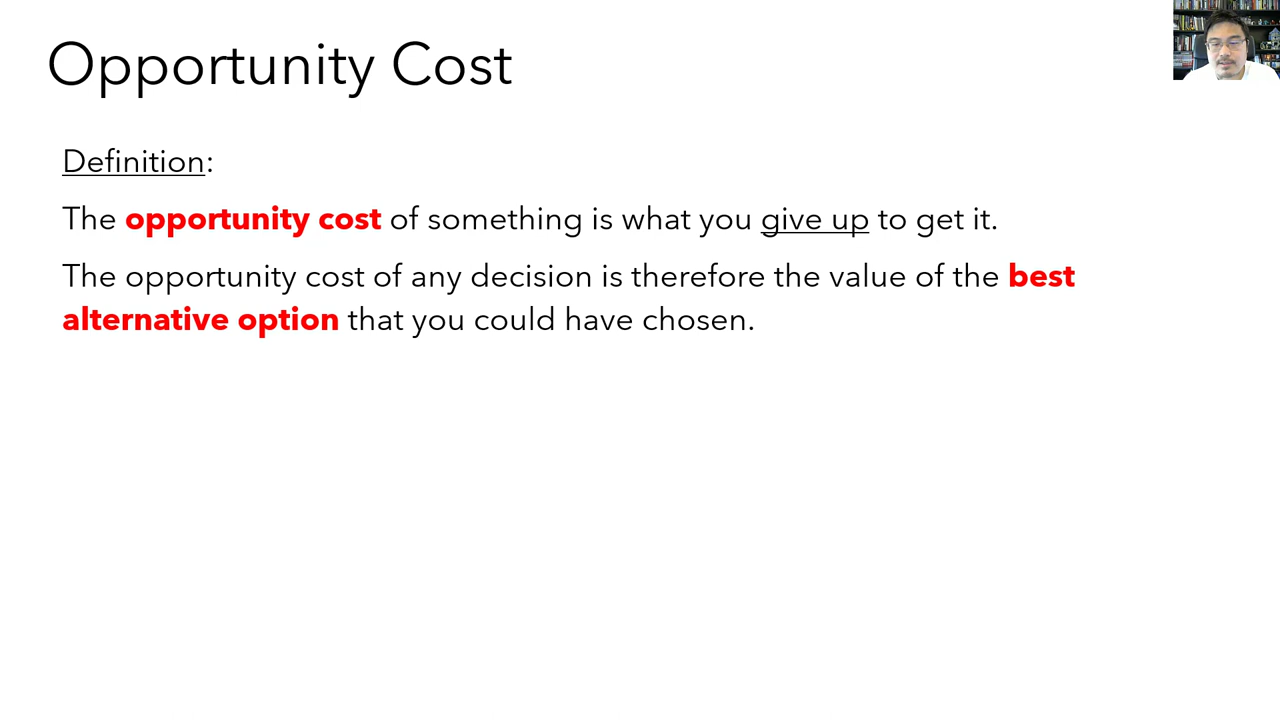 Opportunity Cost
Definition:
The opportunity cost of something is what you give up to get it.
The opportunity cost of any decision is therefore the value of the best
alternative option that you could have chosen.